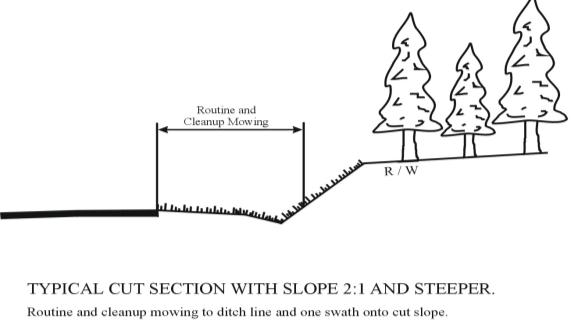 Routine and
Cleanup Mowing
R / W
TYPICAL CUT SECTION WITH SLOPE 2:1 AND STEEPER.
Routine and cleanup mowing to ditch line and one swath onto cut slope.